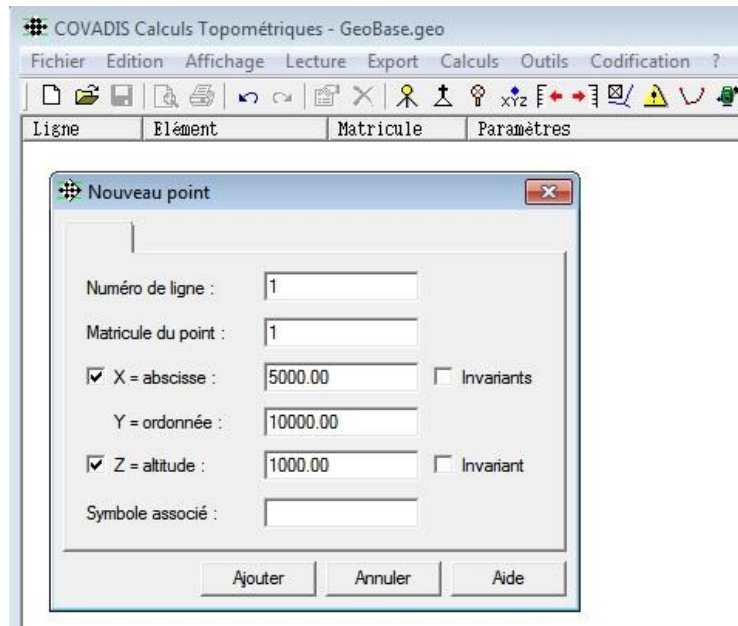 COVADIS Calculs Topométriques - GeoBase.geo
Fichier Edition Affichage Lecture Export Calculs Outils Codification ?
XYZ
Ligne Elément Matricule Paramètres
Nouveau point
Numéro de ligne : 1
Matricule du point : 1
X = abscisse : 5000.00 Invariants
Y = ordonnée : 10000.00
Z = altitude : 1000.00 Invariant
Symbole associé :
Ajouter Annuler Aide